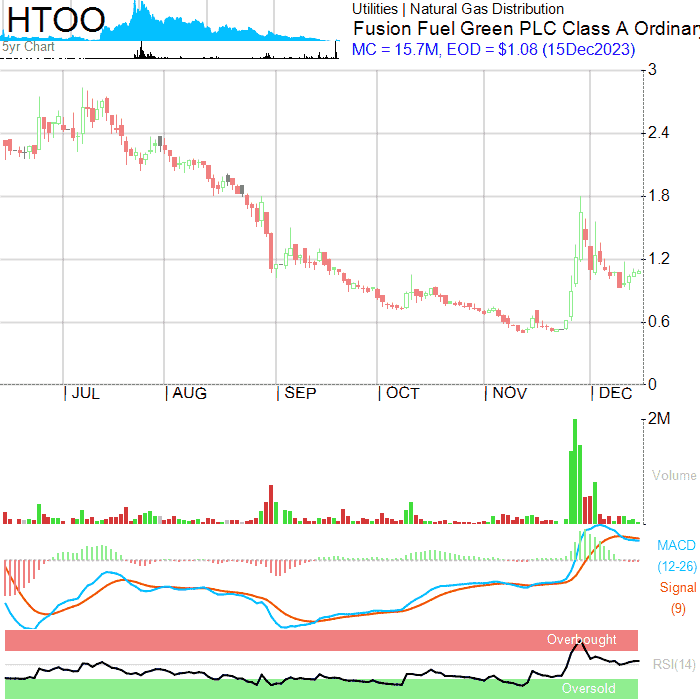 HTOO
5yr Chart
Utilities | Natural Gas Distribution
Fusion Fuel Green PLC Class A Ordinary
MC = 15.7M, EOD = $1.08 (15Dec2023)
3
2.4
1.8
1.2
0.6
0
JUL
AUG
SEP
OCT
NOV
DEC
2M
Volume
MACD
(12-26)
Signal
(9)
Overbought
RSI(14)
Oversold